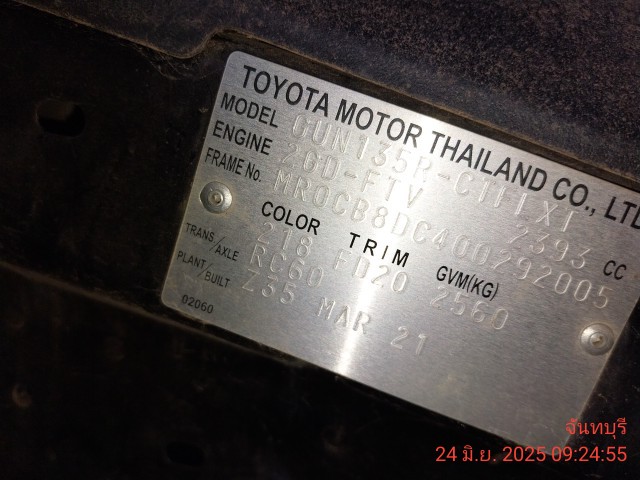 TOYOTA MOTOR THAILAND CO., LTD
MODEL GUN135R-CTFLXT
ENGINE 2GD-FTV 2393 CC
FRAME No. MR0CB8DC400292005
COLOR TRIM GVM(KG)
218 FD20 2560
TRANS/AXLE RC60
PLANT/BUILT Z35 MAR 21
02060
จันทบุรี
24 มิ.ย. 2025 09:24:55